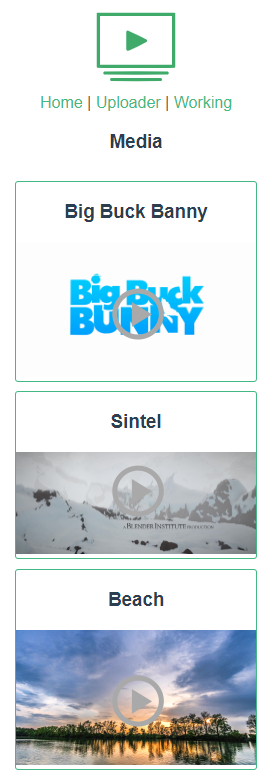 Home | Uploader | Working
Media
Big Buck Banny
Big Buck
BUNNY
Sintel
A BLENDER INSTITUTE PRODUCTION
Beach